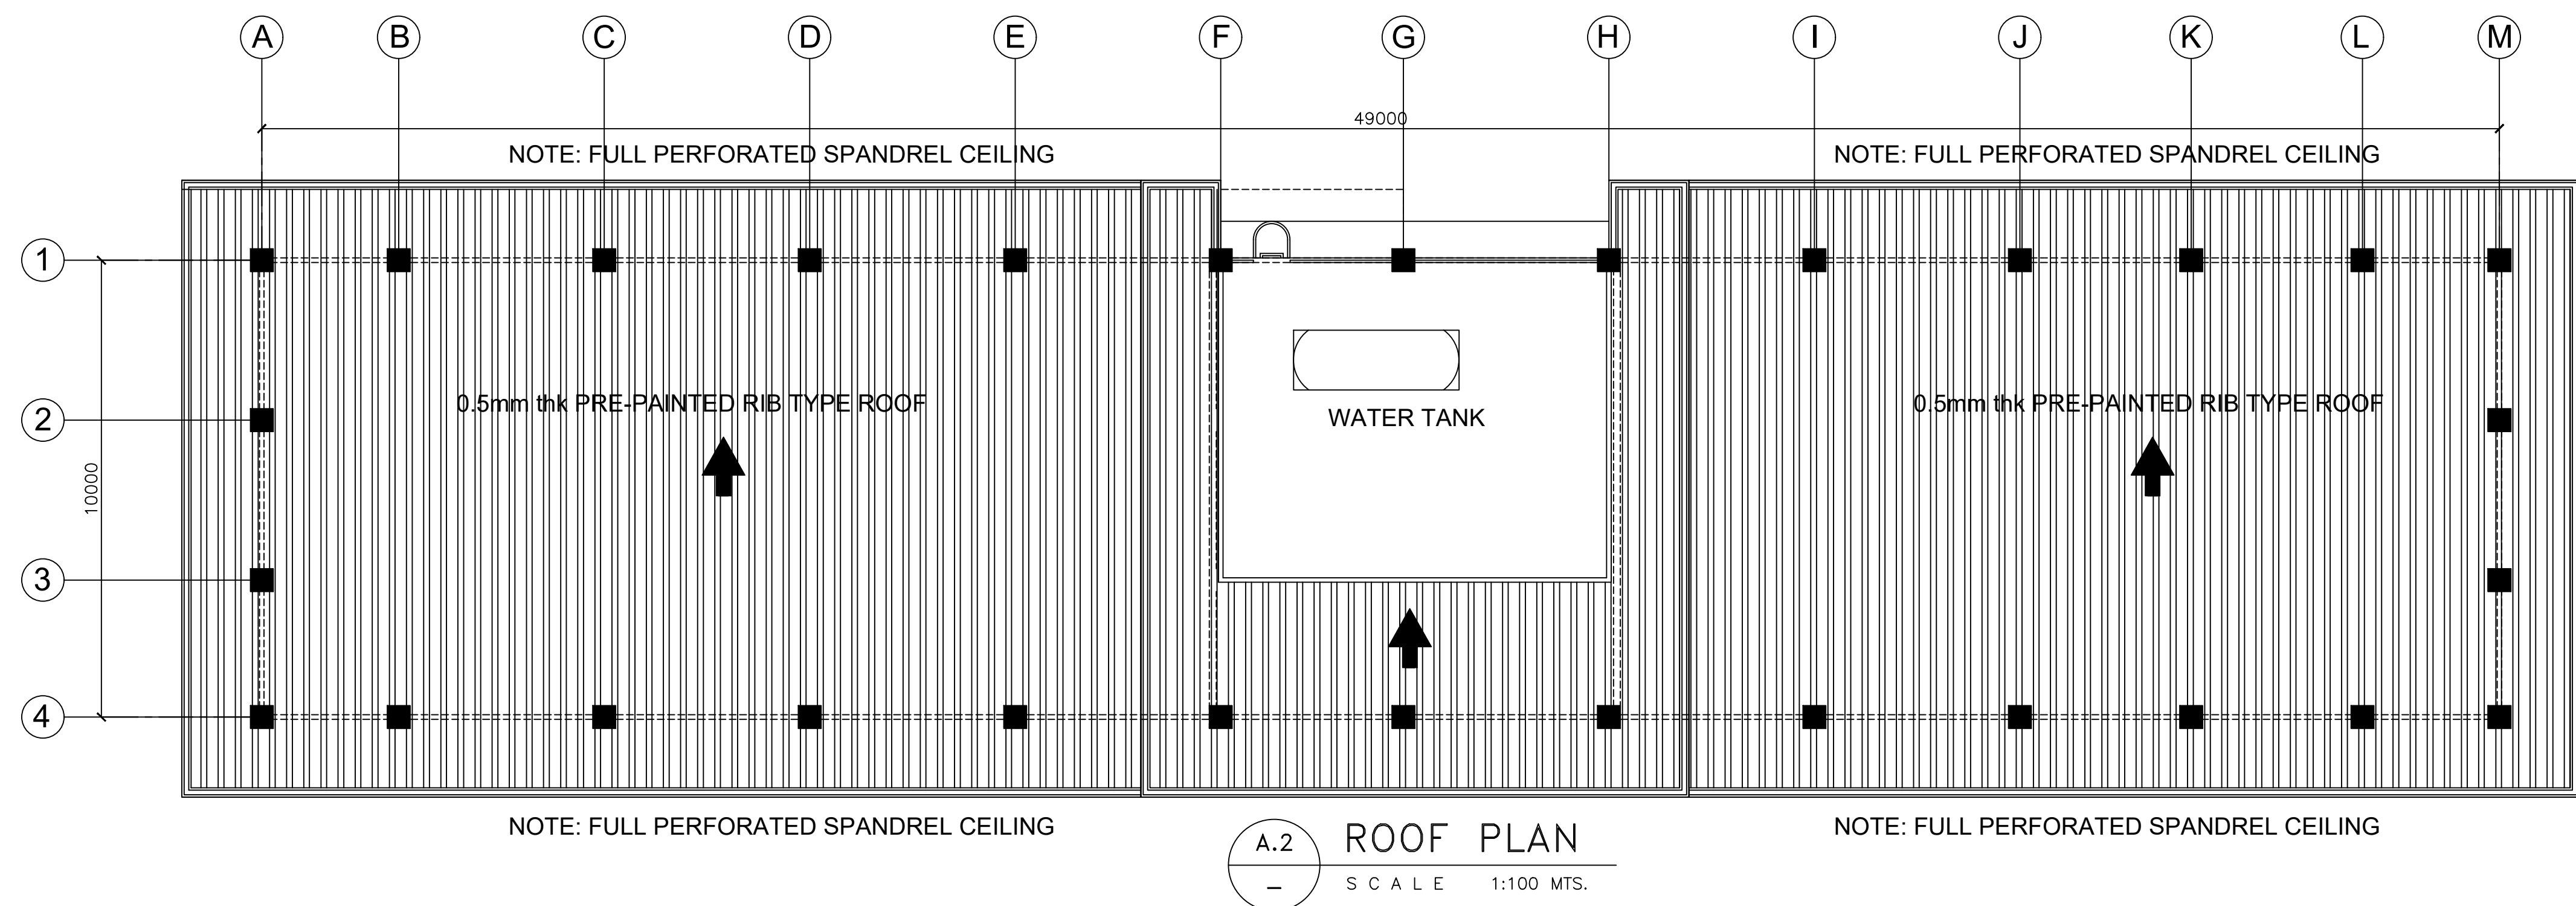 A B C D E F G H I J K L M
49000
NOTE: FULL PERFORATED SPANDREL CEILING
NOTE: FULL PERFORATED SPANDREL CEILING
1
2
3
4
10000
0.5mm thk PRE-PAINTED RIB TYPE ROOF
WATER TANK
0.5mm thk PRE-PAINTED RIB TYPE ROOF
NOTE: FULL PERFORATED SPANDREL CEILING
NOTE: FULL PERFORATED SPANDREL CEILING
A.2
–
ROOF PLAN
SCALE 1:100 MTS.